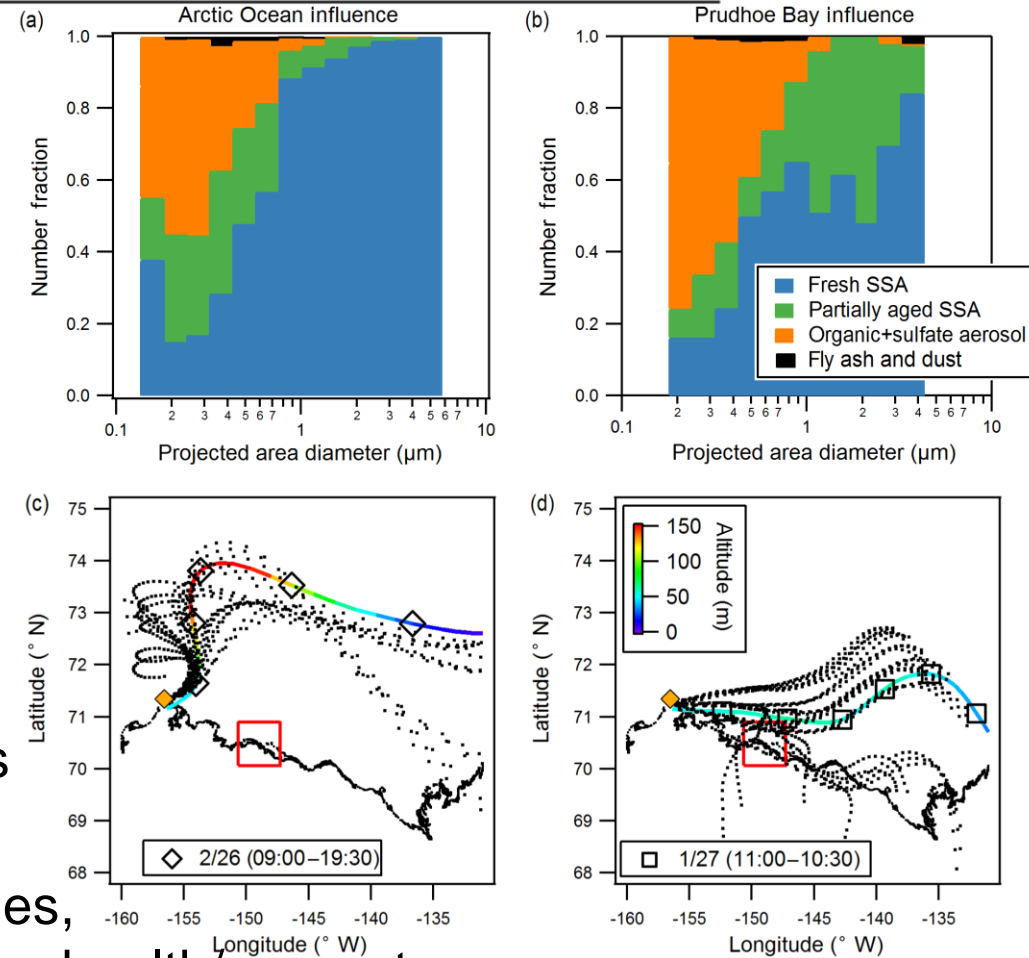 (a)
Arctic Ocean influence
1.0
0.8
0.6
0.4
0.2
0.0
Number fraction
2 3 4 5 6 7 2 3 4 5 6 7
0.1 1 10
Projected area diameter (µm)
(b)
Prudhoe Bay influence
1.0
0.8
0.6
0.4
0.2
0.0
Number fraction
Fresh SSA
Partially aged SSA
Organic+sulfate aerosol
Fly ash and dust
2 3 4 5 6 7 2 3 4 5 6 7
0.1 1 10
Projected area diameter (µm)
(c)
75
74
73
72
71
70
69
68
Latitude (° N)
2/26 (09:00–19:30)
-160 -155 -150 -145 -140 -135
Longitude (° W)
(d)
75
74
73
72
71
70
69
68
Latitude (° N)
150
100
50
0
Altitude (m)
1/27 (11:00–10:30)
-160 -155 -150 -145 -140 -135
Longitude (° W)
s
es,